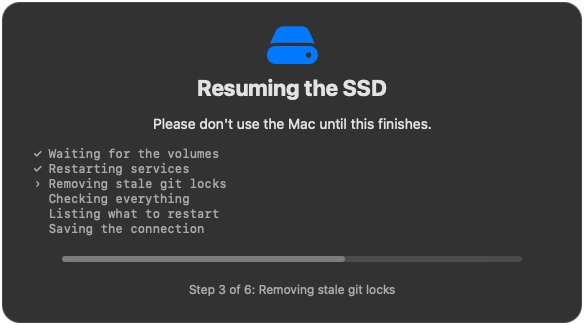 Resuming the SSD
Please don't use the Mac until this finishes.
✓ Waiting for the volumes
✓ Restarting services
› Removing stale git locks
Checking everything
Listing what to restart
Saving the connection
Step 3 of 6: Removing stale git locks